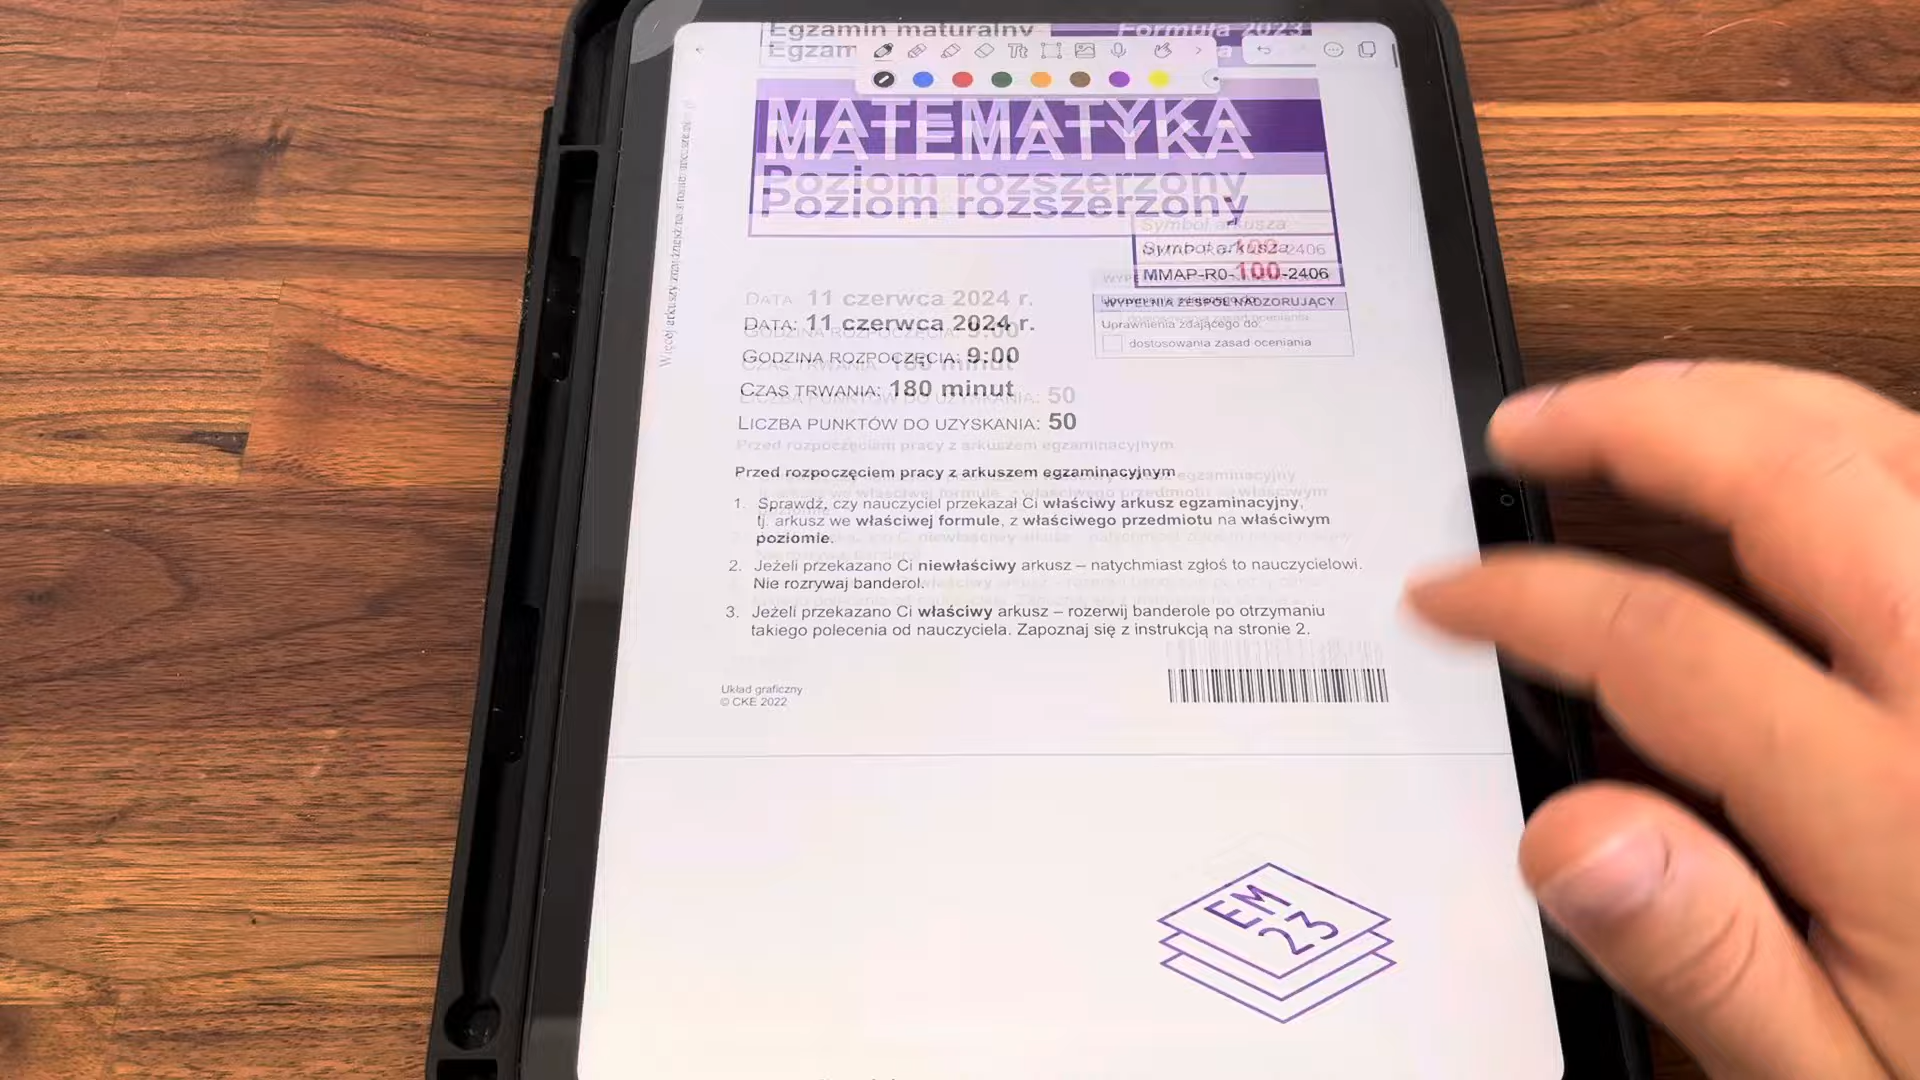 Egzamin maturalny
Formuła 2023
Egzam
MATEMATYKA
Poziom rozszerzony
Symbol arkusza
MMAP-R0-100-2406
DATA: 11 czerwca 2024 r.
GODZINA ROZPOCZĘCIA: 9:00
CZAS TRWANIA: 180 minut
LICZBA PUNKTÓW DO UZYSKANIA: 50
WYPEŁNIA ZESPÓŁ NADZORUJĄCY
Uprawnienia zdającego do:
dostosowania zasad oceniania
Przed rozpoczęciem pracy z arkuszem egzaminacyjnym
1. Sprawdź, czy nauczyciel przekazał Ci właściwy arkusz egzaminacyjny,
tj. arkusz we właściwej formule, z właściwego przedmiotu na właściwym
poziomie.
2. Jeżeli przekazano Ci niewłaściwy arkusz – natychmiast zgłoś to nauczycielowi.
Nie rozrywaj banderol.
3. Jeżeli przekazano Ci właściwy arkusz – rozerwij banderole po otrzymaniu
takiego polecenia od nauczyciela. Zapoznaj się z instrukcją na stronie 2.
Układ graficzny
© CKE 2022
EM
23